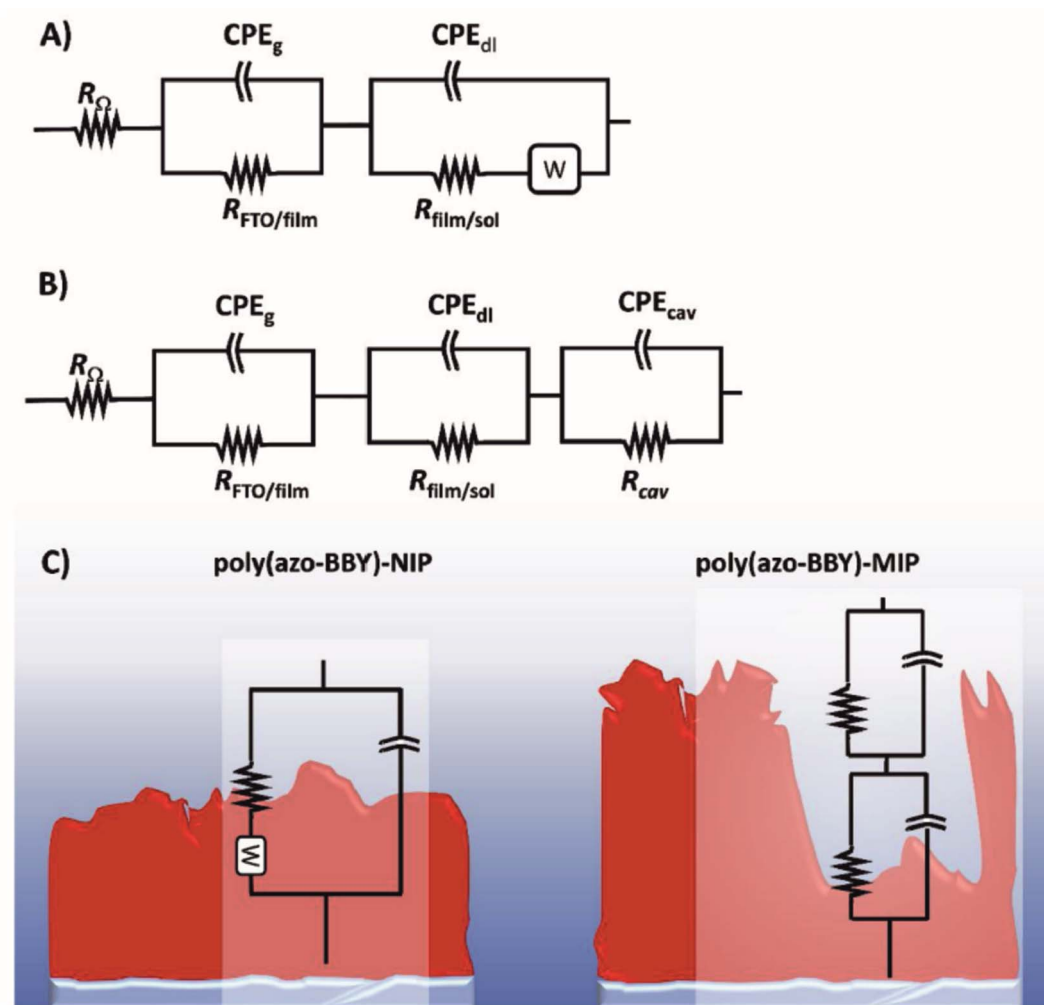 A)
CPEg
CPEdl
RΩ
W
RFTO/film
Rfilm/sol
B)
CPEg
CPEdl
CPEcav
RΩ
RFTO/film
Rfilm/sol
Rcav
C)
poly(azo-BBY)-NIP
poly(azo-BBY)-MIP
W